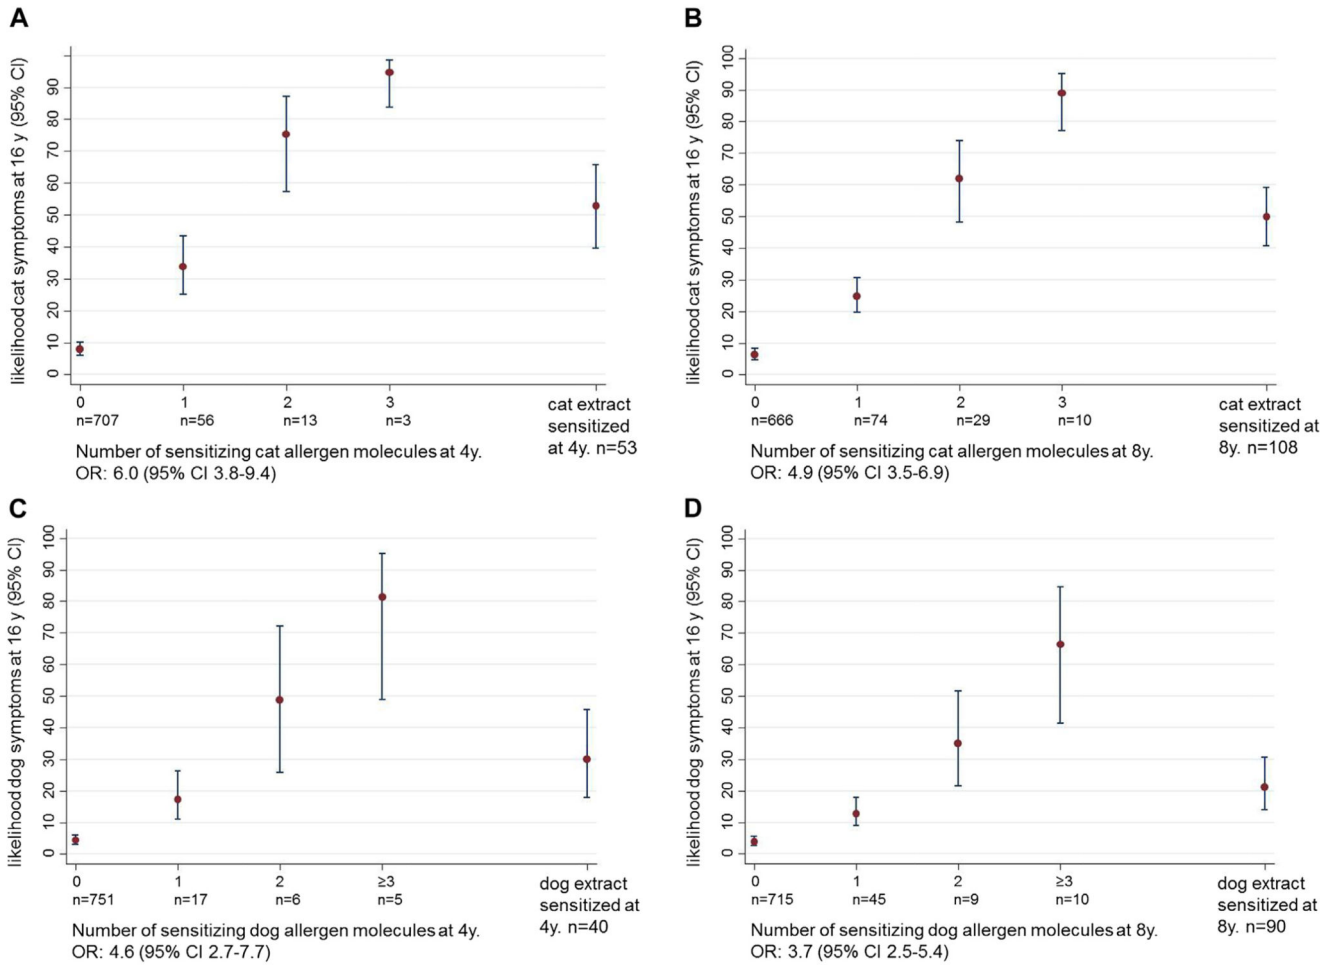 A
likelihood cat symptoms at 16 y (95% CI)
90
80
70
60
50
40
30
20
10
0
0
1
2
3
n=707
n=56
n=13
n=3
cat extract
sensitized
at 4y. n=53
Number of sensitizing cat allergen molecules at 4y.
OR: 6.0 (95% CI 3.8-9.4)
B
likelihood cat symptoms at 16 y (95% CI)
100
90
80
70
60
50
40
30
20
10
0
0
1
2
3
n=666
n=74
n=29
n=10
cat extract
sensitized at
8y. n=108
Number of sensitizing cat allergen molecules at 8y.
OR: 4.9 (95% CI 3.5-6.9)
C
likelihood dog symptoms at 16 y (95% CI)
100
90
80
70
60
50
40
30
20
10
0
0
1
2
≥3
n=751
n=17
n=6
n=5
dog extract
sensitized at
4y. n=40
Number of sensitizing dog allergen molecules at 4y.
OR: 4.6 (95% CI 2.7-7.7)
D
likelihood dog symptoms at 16 y (95% CI)
100
90
80
70
60
50
40
30
20
10
0
0
1
2
≥3
n=715
n=45
n=9
n=10
dog extract
sensitized at
8y. n=90
Number of sensitizing dog allergen molecules at 8y.
OR: 3.7 (95% CI 2.5-5.4)